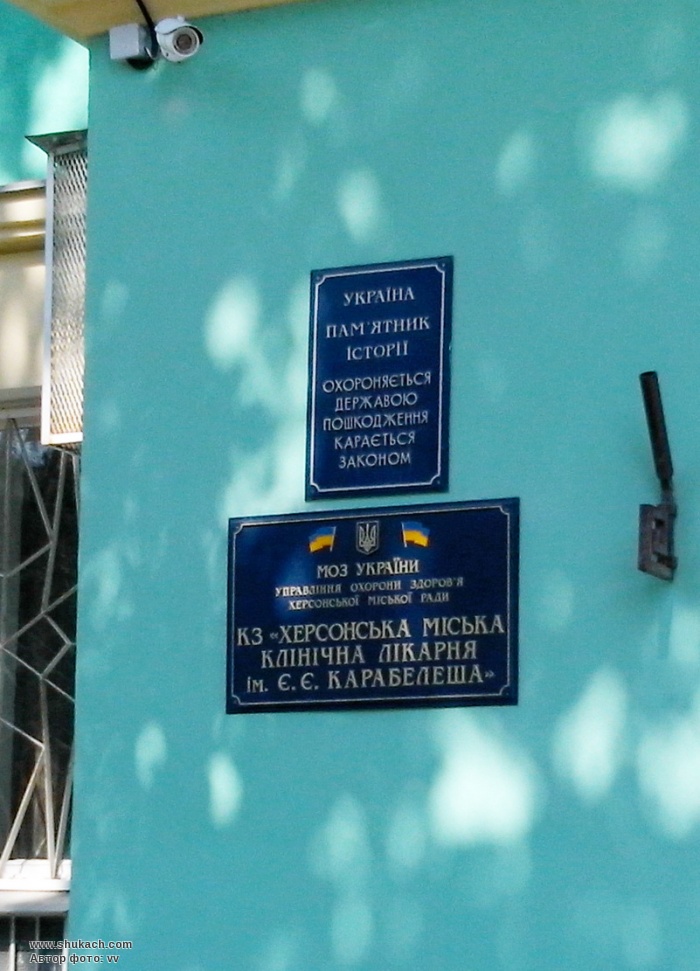 УКРАЇНА
ПАМ'ЯТНИК
ІСТОРІЇ
ОХОРОНЯЄТЬСЯ
ДЕРЖАВОЮ
ПОШКОДЖЕННЯ
КАРАЄТЬСЯ
ЗАКОНОМ
МОЗ УКРАЇНИ
УПРАВЛІННЯ ОХОРОНИ ЗДОРОВ'Я
ХЕРСОНСЬКОЇ МІСЬКОЇ РАДИ
КЗ «ХЕРСОНСЬКА МІСЬКА
КЛІНІЧНА ЛІКАРНЯ
ім. Є.Є. КАРАБЕЛЕША»
www.shukach.com
Автор фото: vv